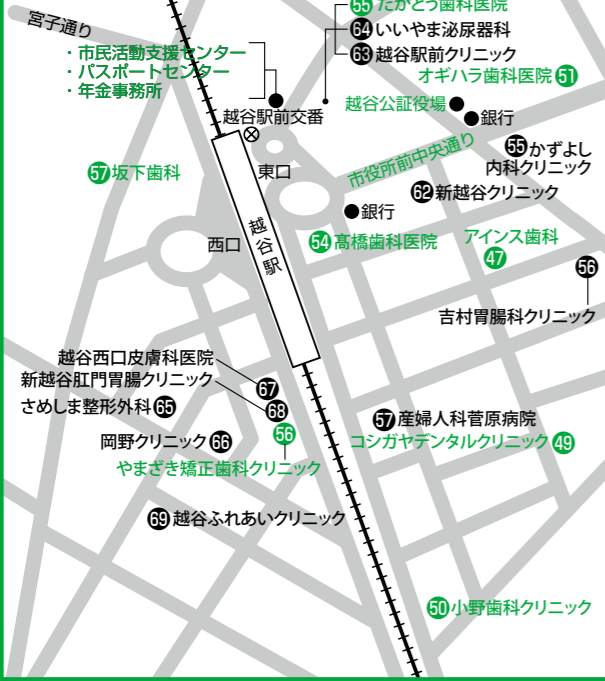 55 たかとう歯科医院
宮子通り
64 いいやま泌尿器科
・市民活動支援センター
63 越谷駅前クリニック
・パスポートセンター
オギハラ歯科医院 51
・年金事務所
越谷公証役場
越谷駅前交番
銀行
市役所前中央通り
55 かずよし
内科クリニック
57 坂下歯科
東口
62 新越谷クリニック
銀行
西口
越谷駅
54 髙橋歯科医院
アインス歯科
47
56
吉村胃腸科クリニック
越谷西口皮膚科医院
新越谷肛門胃腸クリニック
67
さめしま整形外科 65
68
57 産婦人科菅原病院
岡野クリニック 66
56
コシガヤデンタルクリニック 49
やまざき矯正歯科クリニック
69 越谷ふれあいクリニック
50 小野歯科クリニック